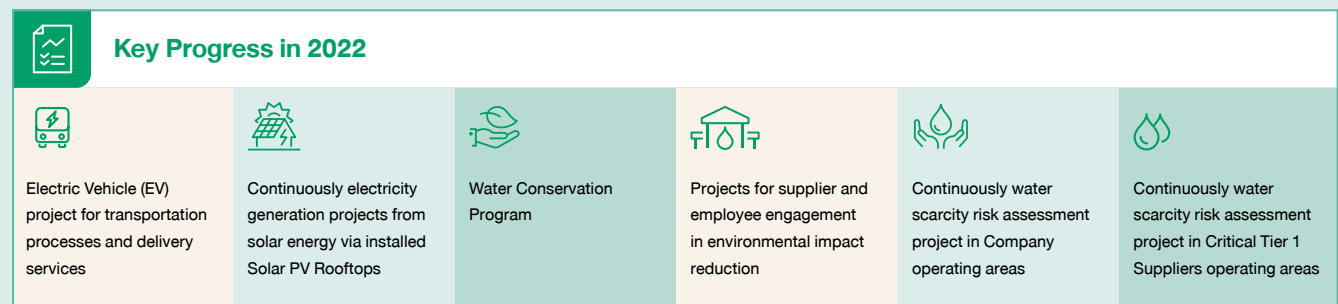 Key Progress in 2022
Electric Vehicle (EV)
project for transportation
processes and delivery
services
Continuously electricity
generation projects from
solar energy via installed
Solar PV Rooftops
Water Conservation
Program
Projects for supplier and
employee engagement
in environmental impact
reduction
Continuously water
scarcity risk assessment
project in Company
operating areas
Continuously water
scarcity risk assessment
project in Critical Tier 1
Suppliers operating areas